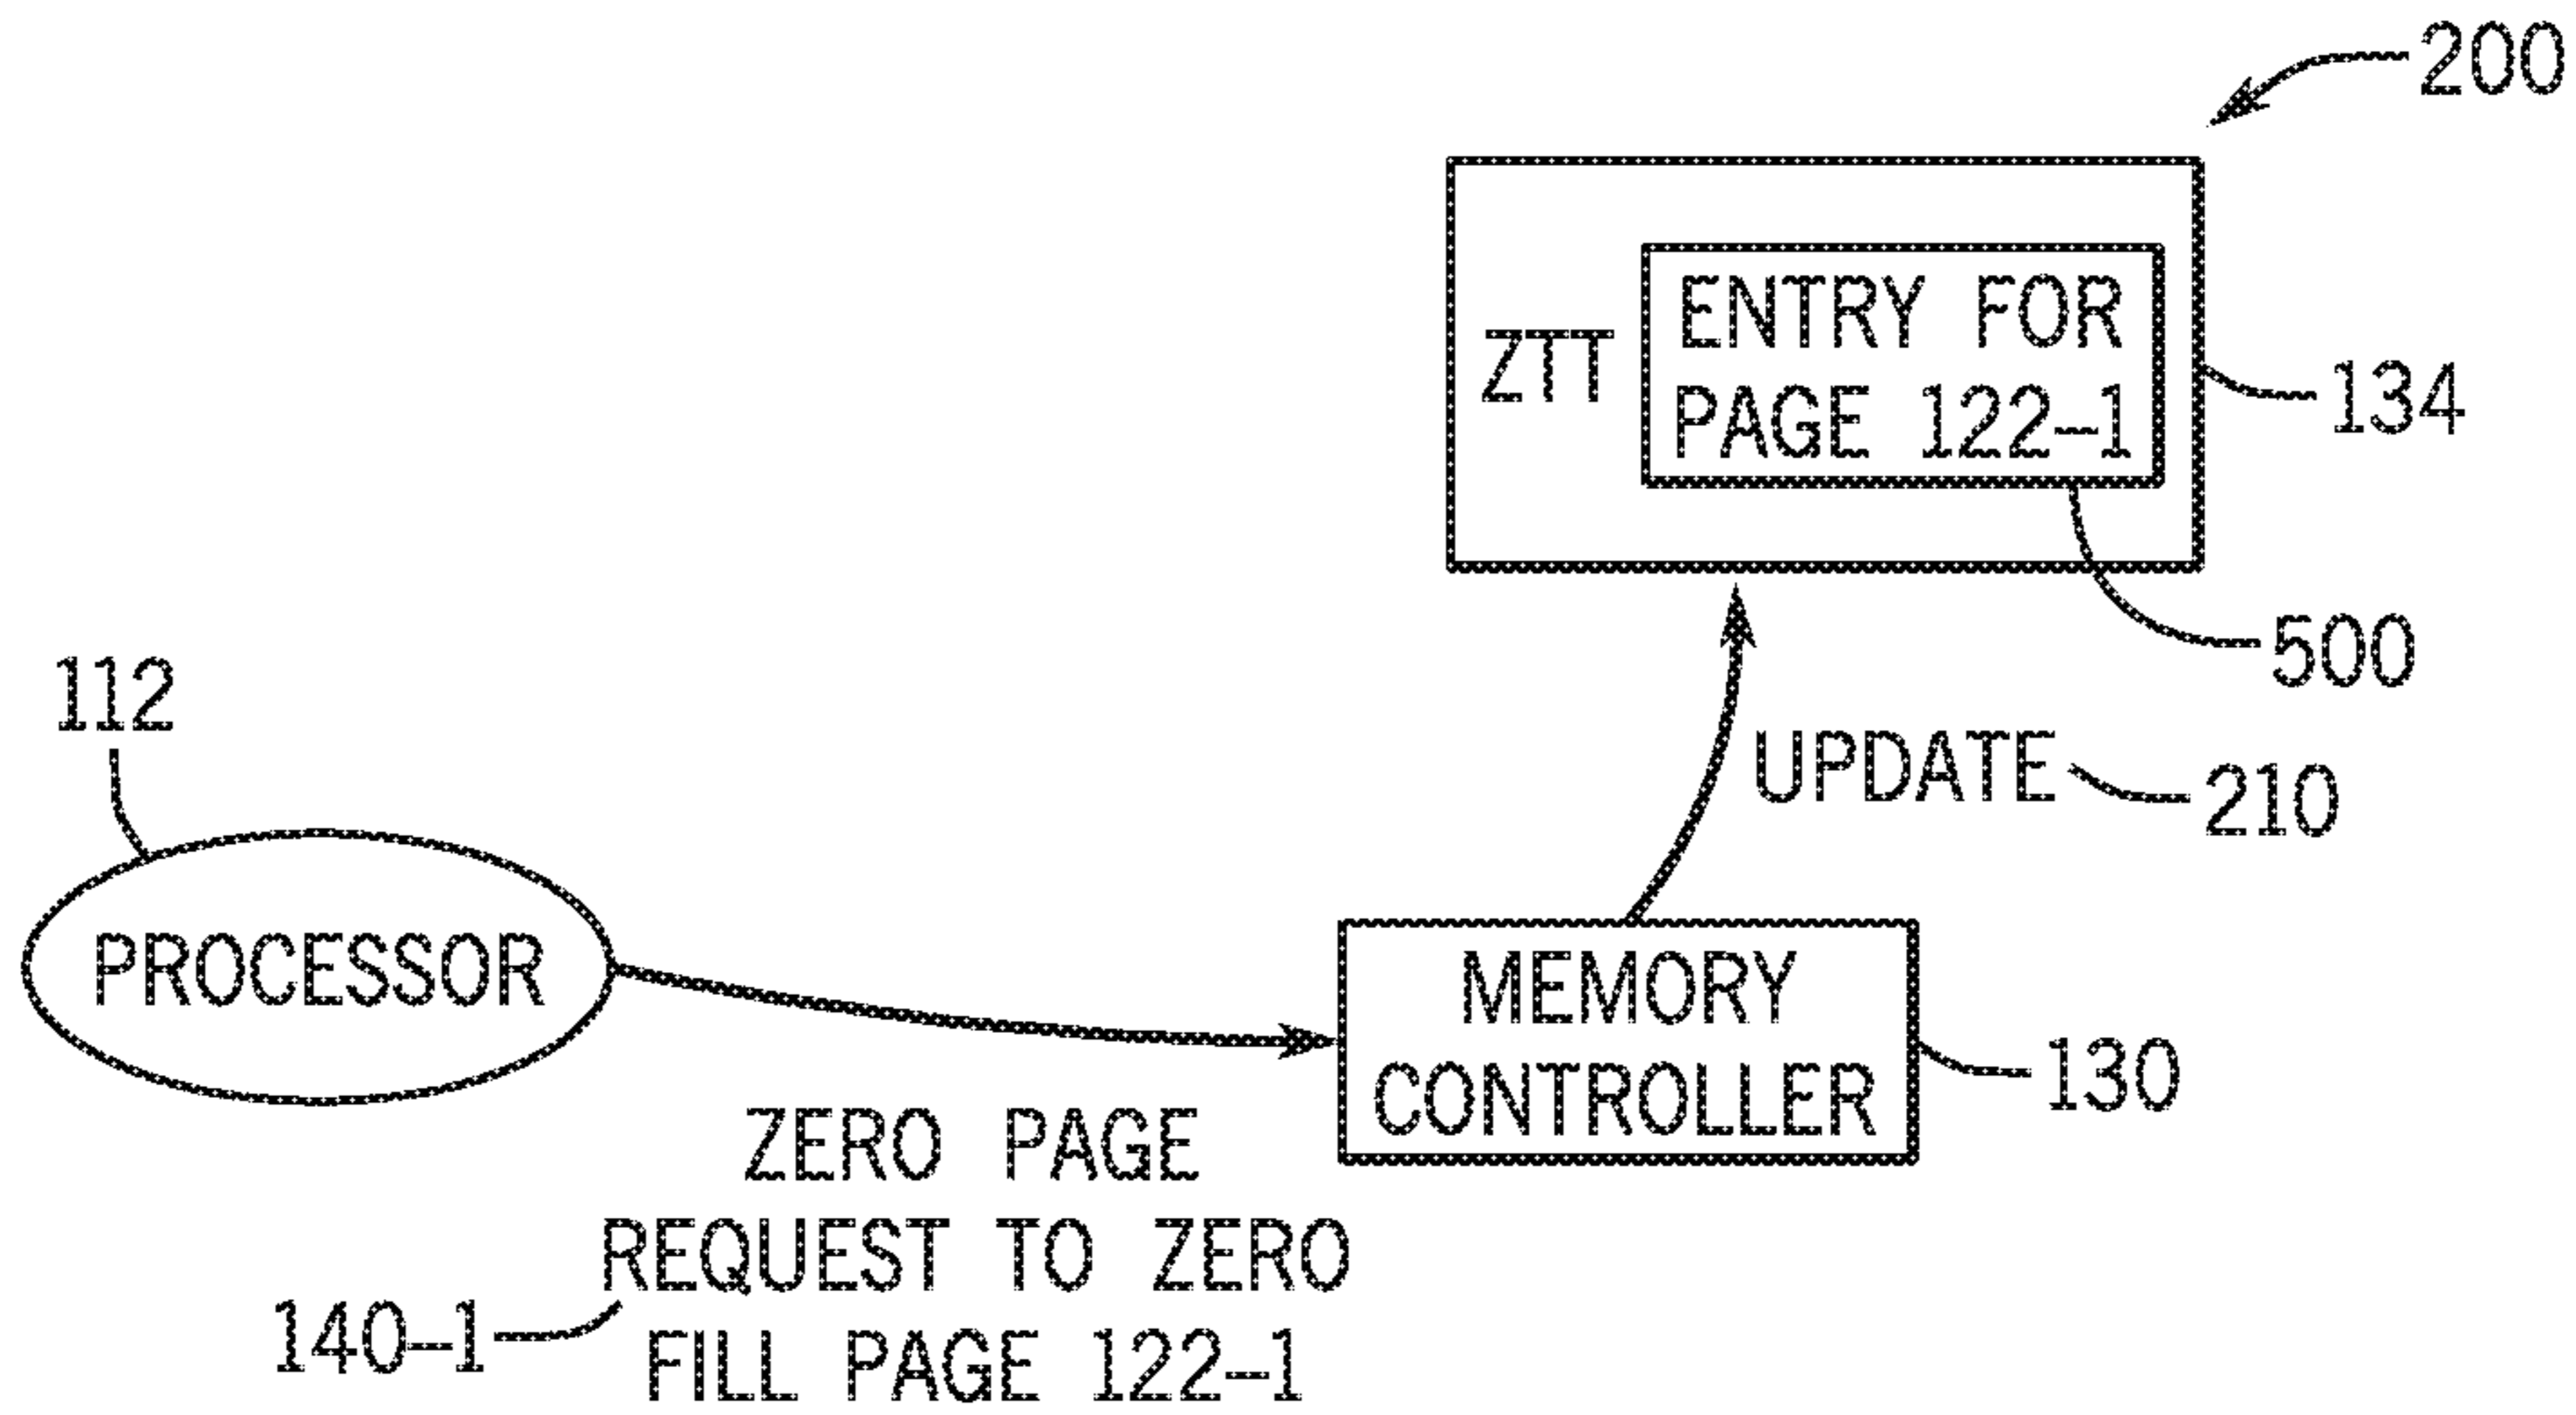 200
ENTRY FOR
ZTT
PAGE 122-1
134
500
112
UPDATE
210
PROCESSOR
MEMORY
CONTROLLER
130
ZERO PAGE
REQUEST TO ZERO
140-1
FILL PAGE 122-1